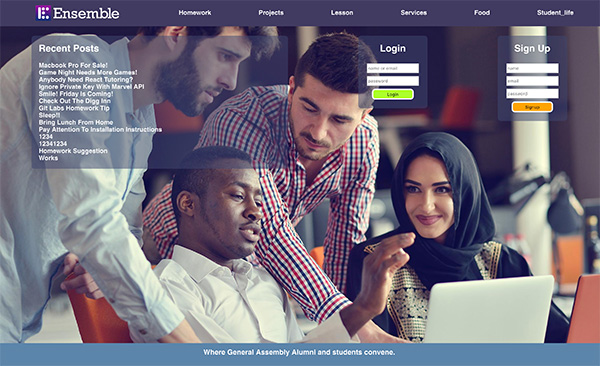 Ensemble
Homework
Projects
Lesson
Services
Food
Student_life
Recent Posts
Macbook Pro For Sale!
Game Night Needs More Games!
Anybody Need React Tutoring?
Ignore Private Key With Marvel API
Smile! Friday Is Coming!
Check Out The Digg Inn
Git Labs Homework Tip
Sleep!!
Bring Lunch From Home
Pay Attention To Installation Instructions
1234
12341234
Homework Suggestion
Works
Login
name or email
password
Login
Sign Up
name
email
password
Sign up
Where General Assembly Alumni and students convene.